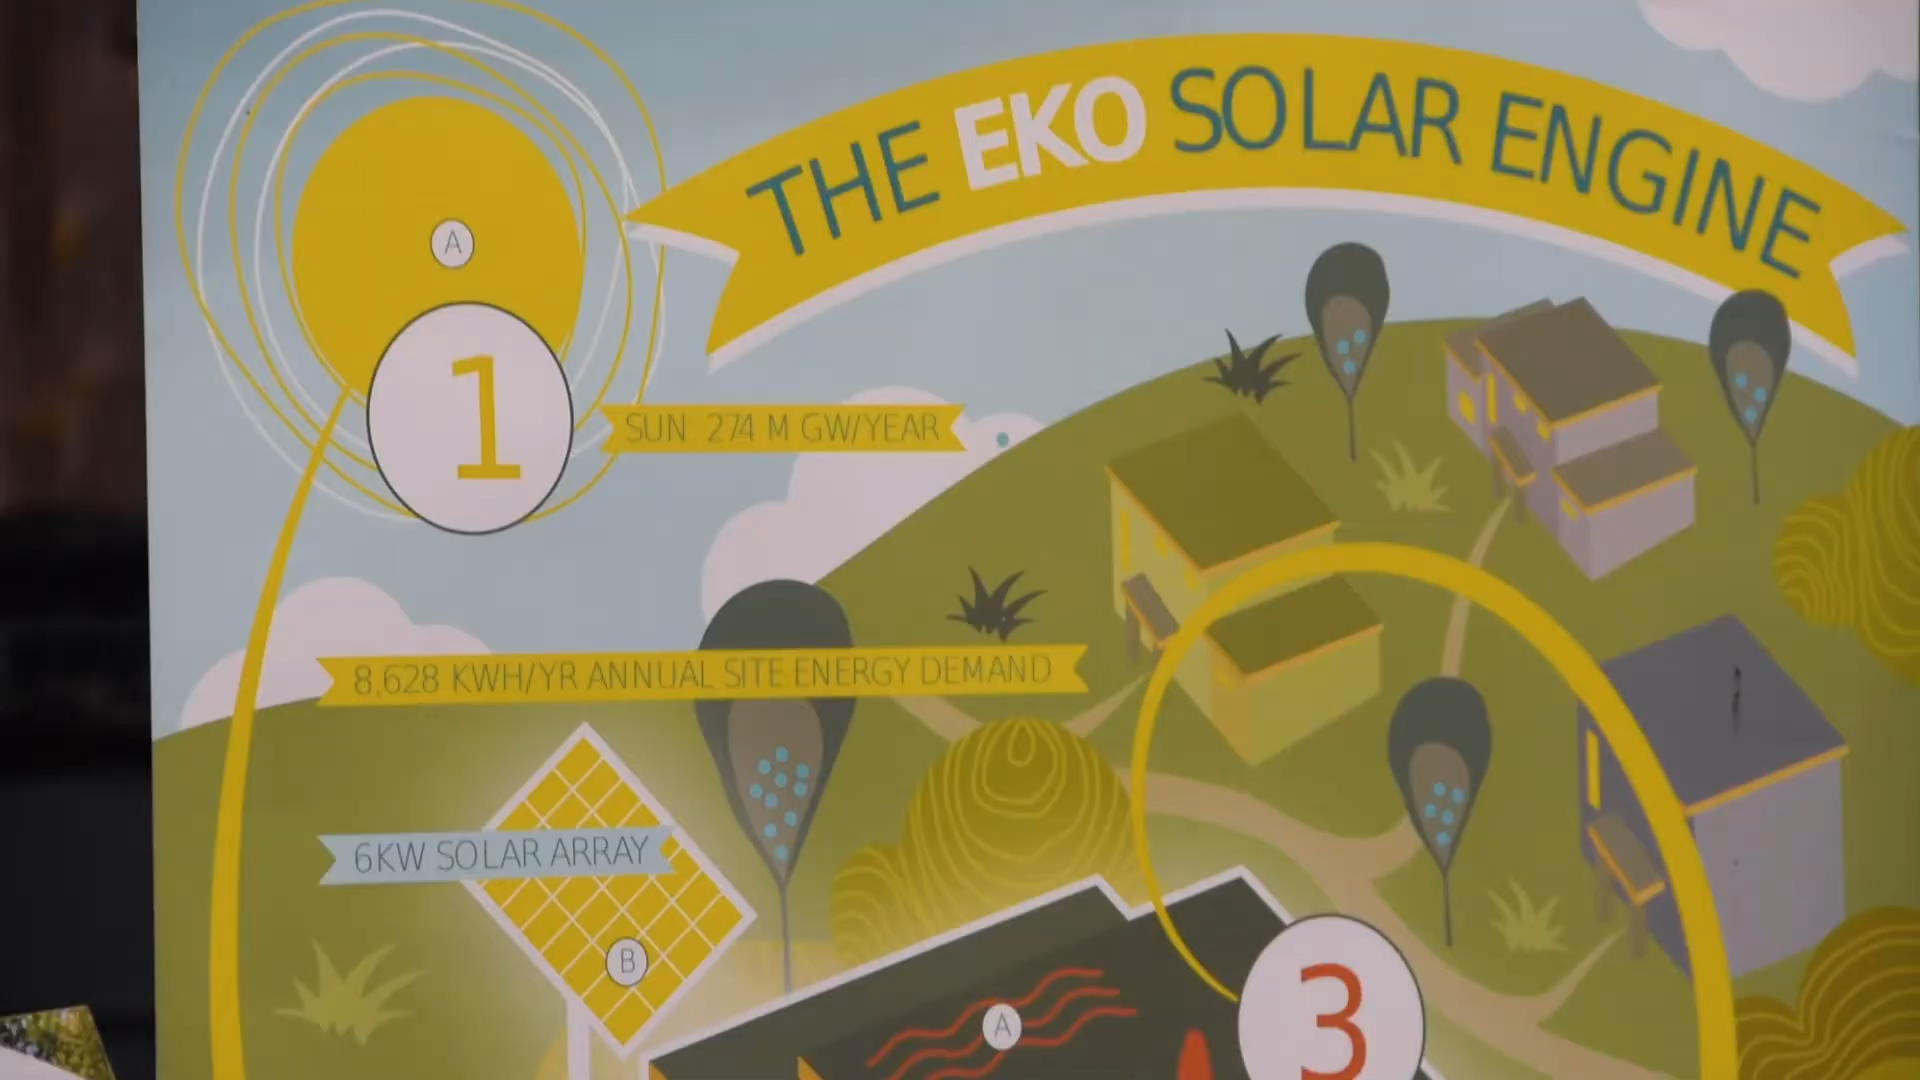 THE EKO SOLAR ENGINE
A
1
SUN 274 M GW/YEAR
8,628 KWH/YR ANNUAL SITE ENERGY DEMAND
6KW SOLAR ARRAY
B
A
3